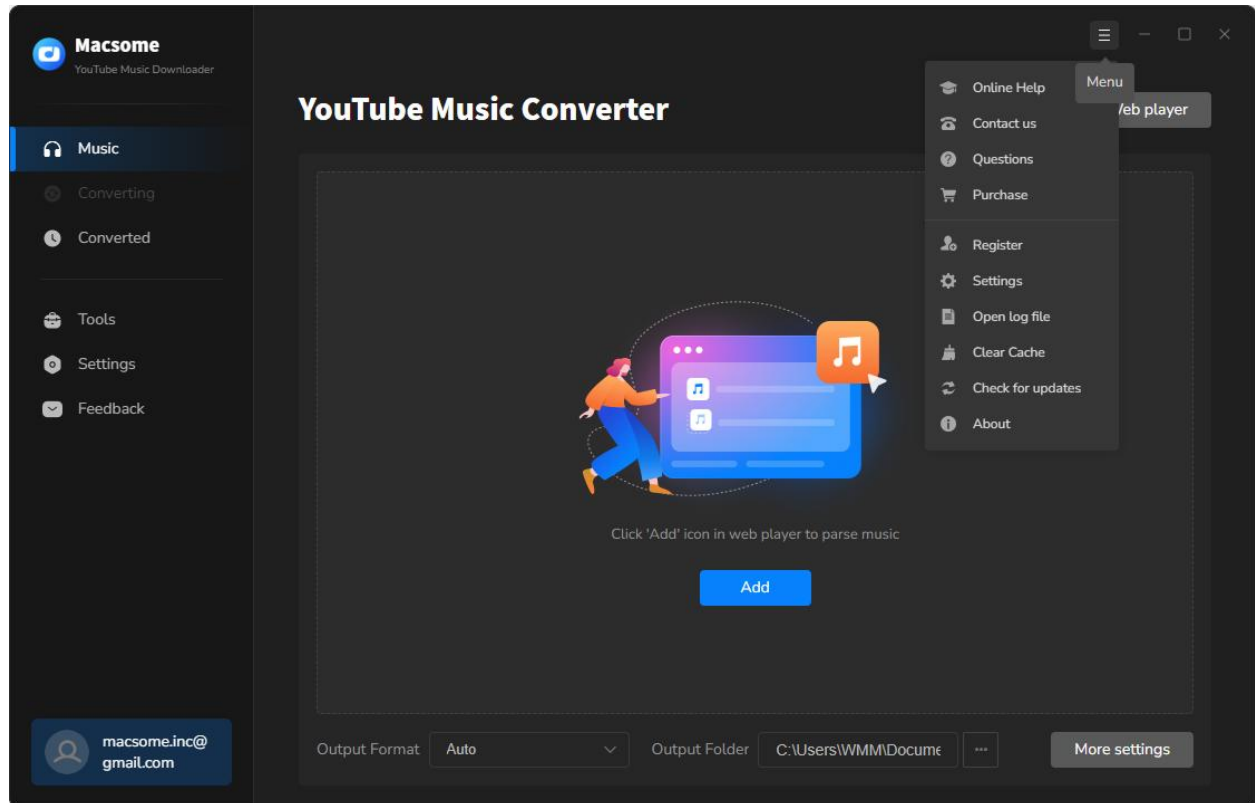 Macsome
YouTube Music Downloader
Music
Converting
Converted
Tools
Settings
Feedback
macsome.inc@
gmail.com
YouTube Music Converter
Menu
Web player
Online Help
Contact us
Questions
Purchase
Register
Settings
Open log file
Clear Cache
Check for updates
About
Click 'Add' icon in web player to parse music
Add
Output Format
Auto
Output Folder
C:\Users\WMM\Docume
...
More settings